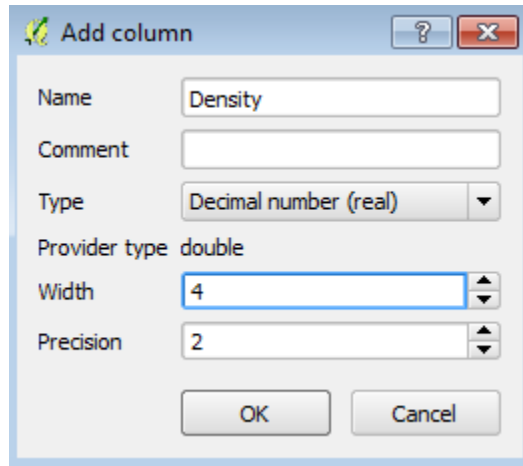 Add column
Name Density
Comment
Type Decimal number (real)
Provider type double
Width 4
Precision 2
OK Cancel